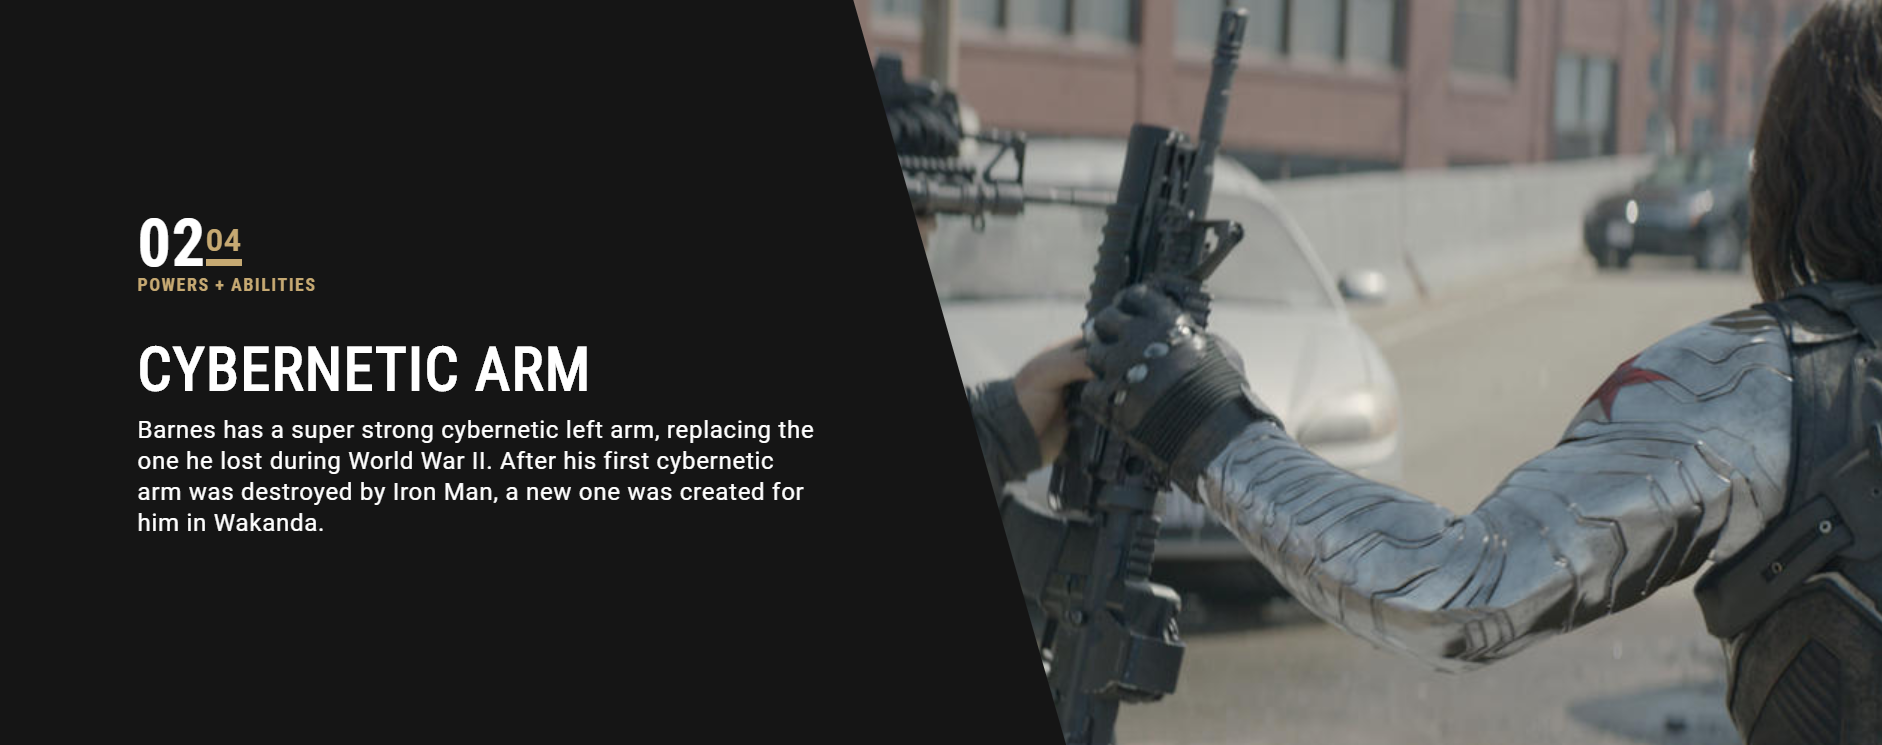 02 04
POWERS + ABILITIES
CYBERNETIC ARM
Barnes has a super strong cybernetic left arm, replacing the
one he lost during World War II. After his first cybernetic
arm was destroyed by Iron Man, a new one was created for
him in Wakanda.